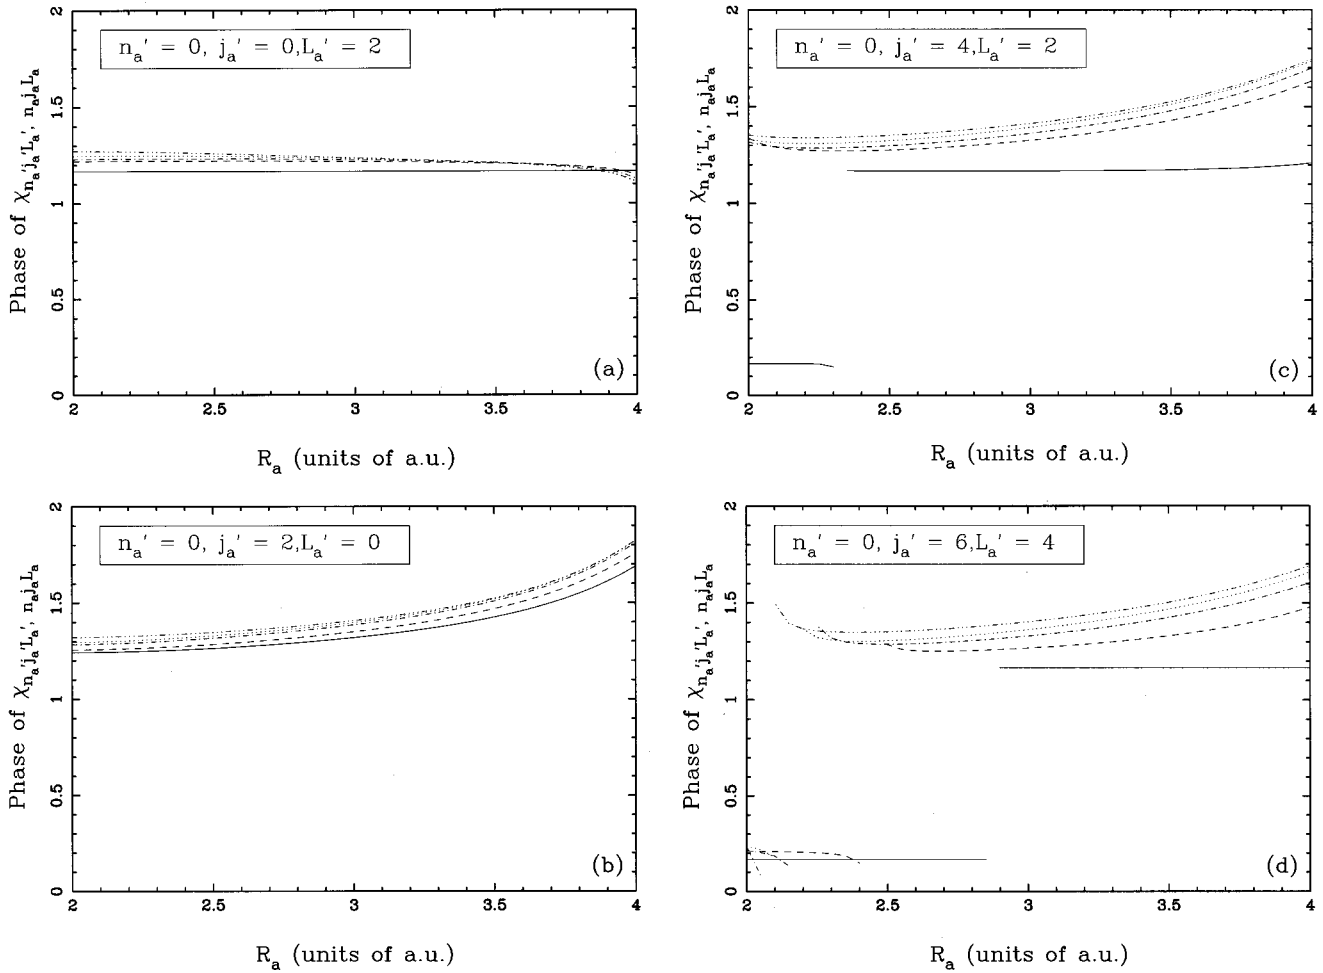 n_a' = 0, j_a' = 0,L_a' = 2
Phase of χ_{n_a'j_a'L_a', n_aj_aL_a}
0
0.5
1
1.5
2
(a)
2
2.5
3
3.5
4
R_a (units of a.u.)
n_a' = 0, j_a' = 4,L_a' = 2
Phase of χ_{n_a'j_a'L_a', n_aj_aL_a}
0
0.5
1
1.5
2
(c)
2
2.5
3
3.5
4
R_a (units of a.u.)
n_a' = 0, j_a' = 2,L_a' = 0
Phase of χ_{n_a'j_a'L_a', n_aj_aL_a}
0
0.5
1
1.5
2
(b)
2
2.5
3
3.5
4
R_a (units of a.u.)
n_a' = 0, j_a' = 6,L_a' = 4
Phase of χ_{n_a'j_a'L_a', n_aj_aL_a}
0
0.5
1
1.5
2
(d)
2
2.5
3
3.5
4
R_a (units of a.u.)